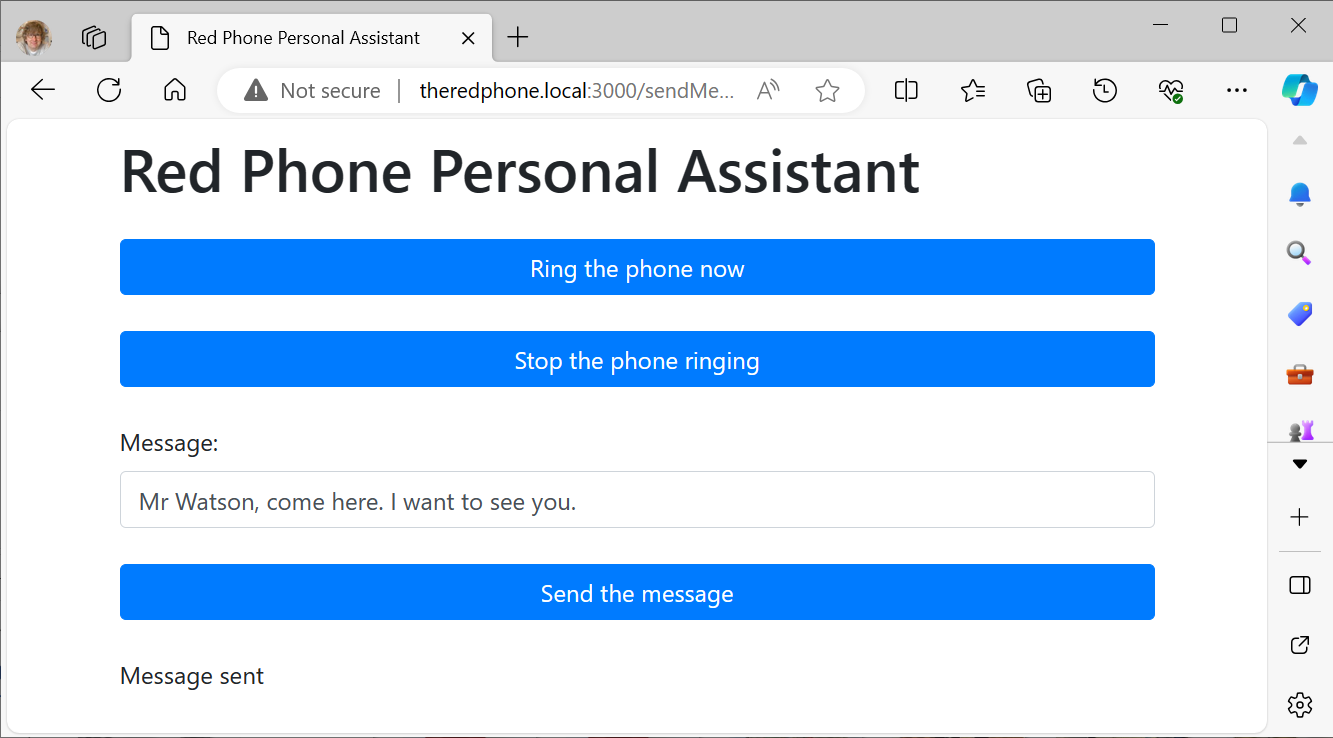 Red Phone Personal Assistant
Not secure | theredphone.local:3000/sendMe...
Red Phone Personal Assistant
Ring the phone now
Stop the phone ringing
Message:
Mr Watson, come here. I want to see you.
Send the message
Message sent